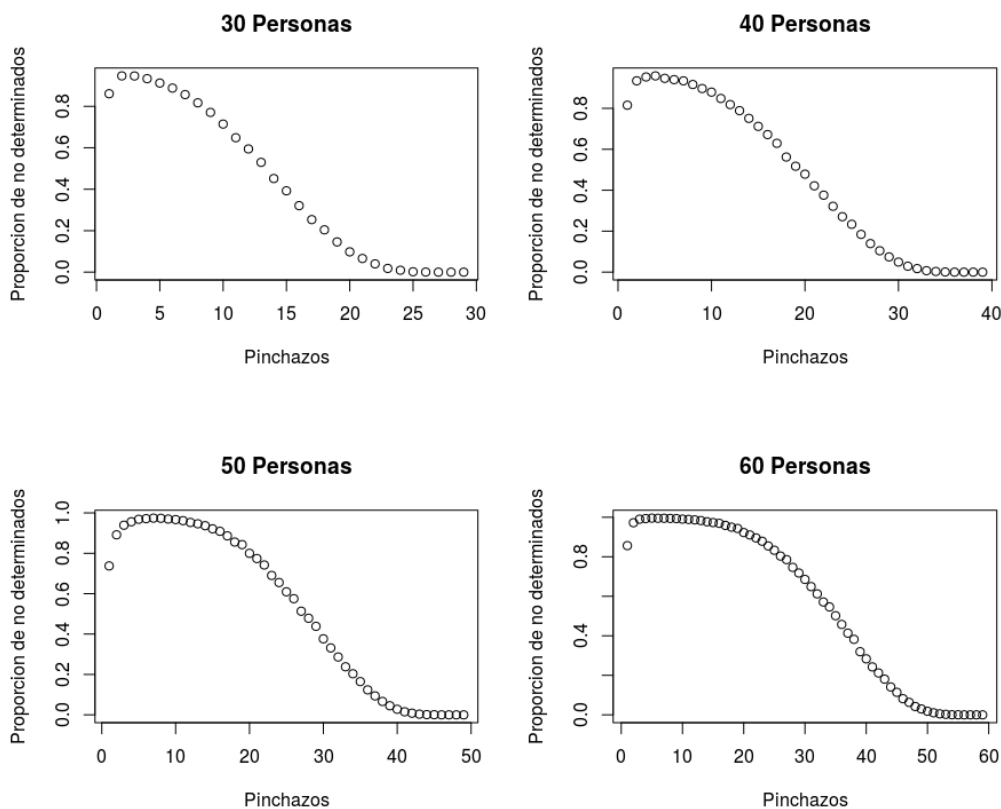 30 Personas
Proporcion de no determinados
0.0 0.2 0.4 0.6 0.8
0 5 10 15 20 25 30
Pinchazos
40 Personas
Proporcion de no determinados
0.0 0.2 0.4 0.6 0.8
0 10 20 30 40
Pinchazos
50 Personas
Proporcion de no determinados
0.0 0.2 0.4 0.6 0.8 1.0
0 10 20 30 40 50
Pinchazos
60 Personas
Proporcion de no determinados
0.0 0.4 0.8
0 10 20 30 40 50 60
Pinchazos